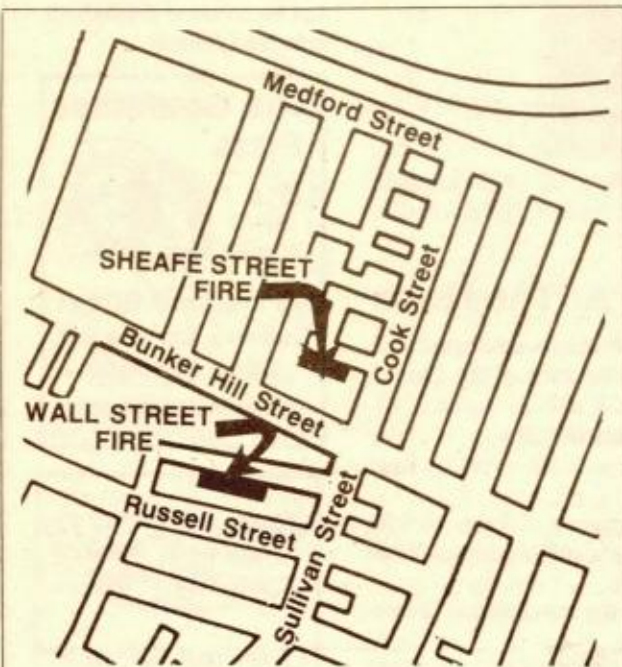 Medford Street
SHEAFE STREET
FIRE
Cook Street
Bunker Hill Street
WALL STREET
FIRE
Russell Street
Sullivan Street